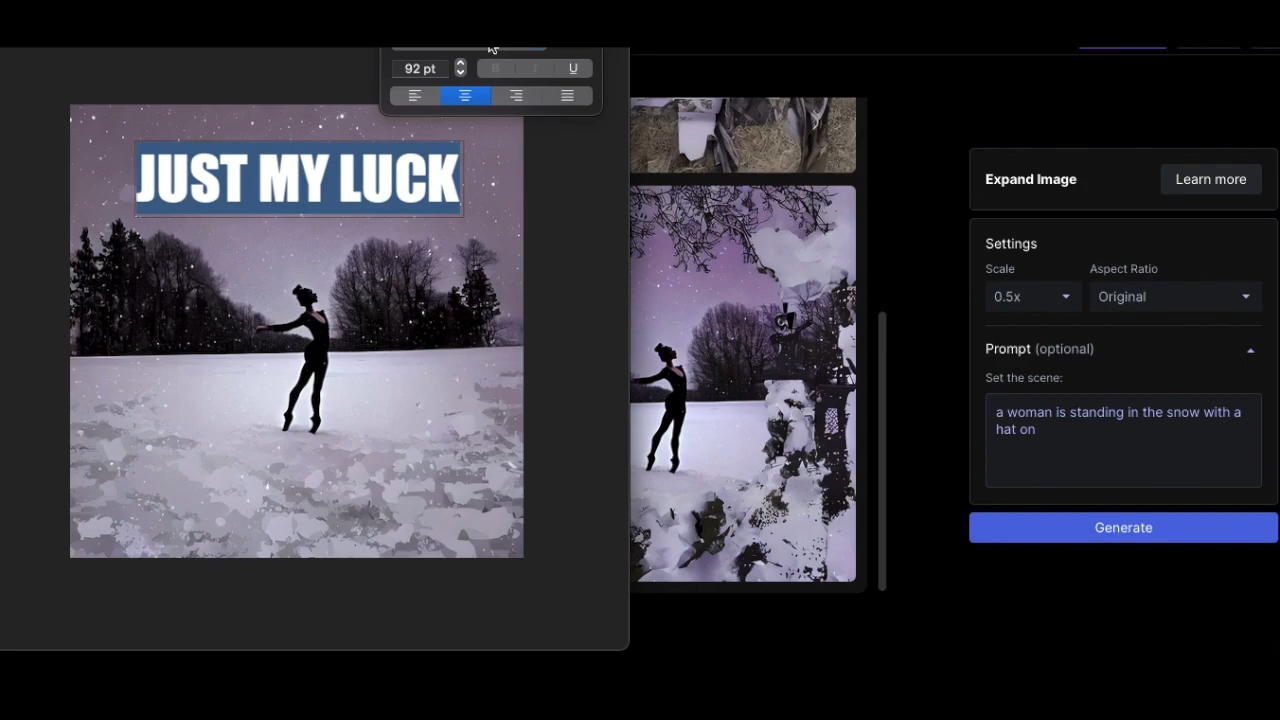 92 pt
B I U
JUST MY LUCK
Expand Image
Learn more
Settings
Scale
Aspect Ratio
0.5x
Original
Prompt (optional)
Set the scene:
a woman is standing in the snow with a
hat on
Generate